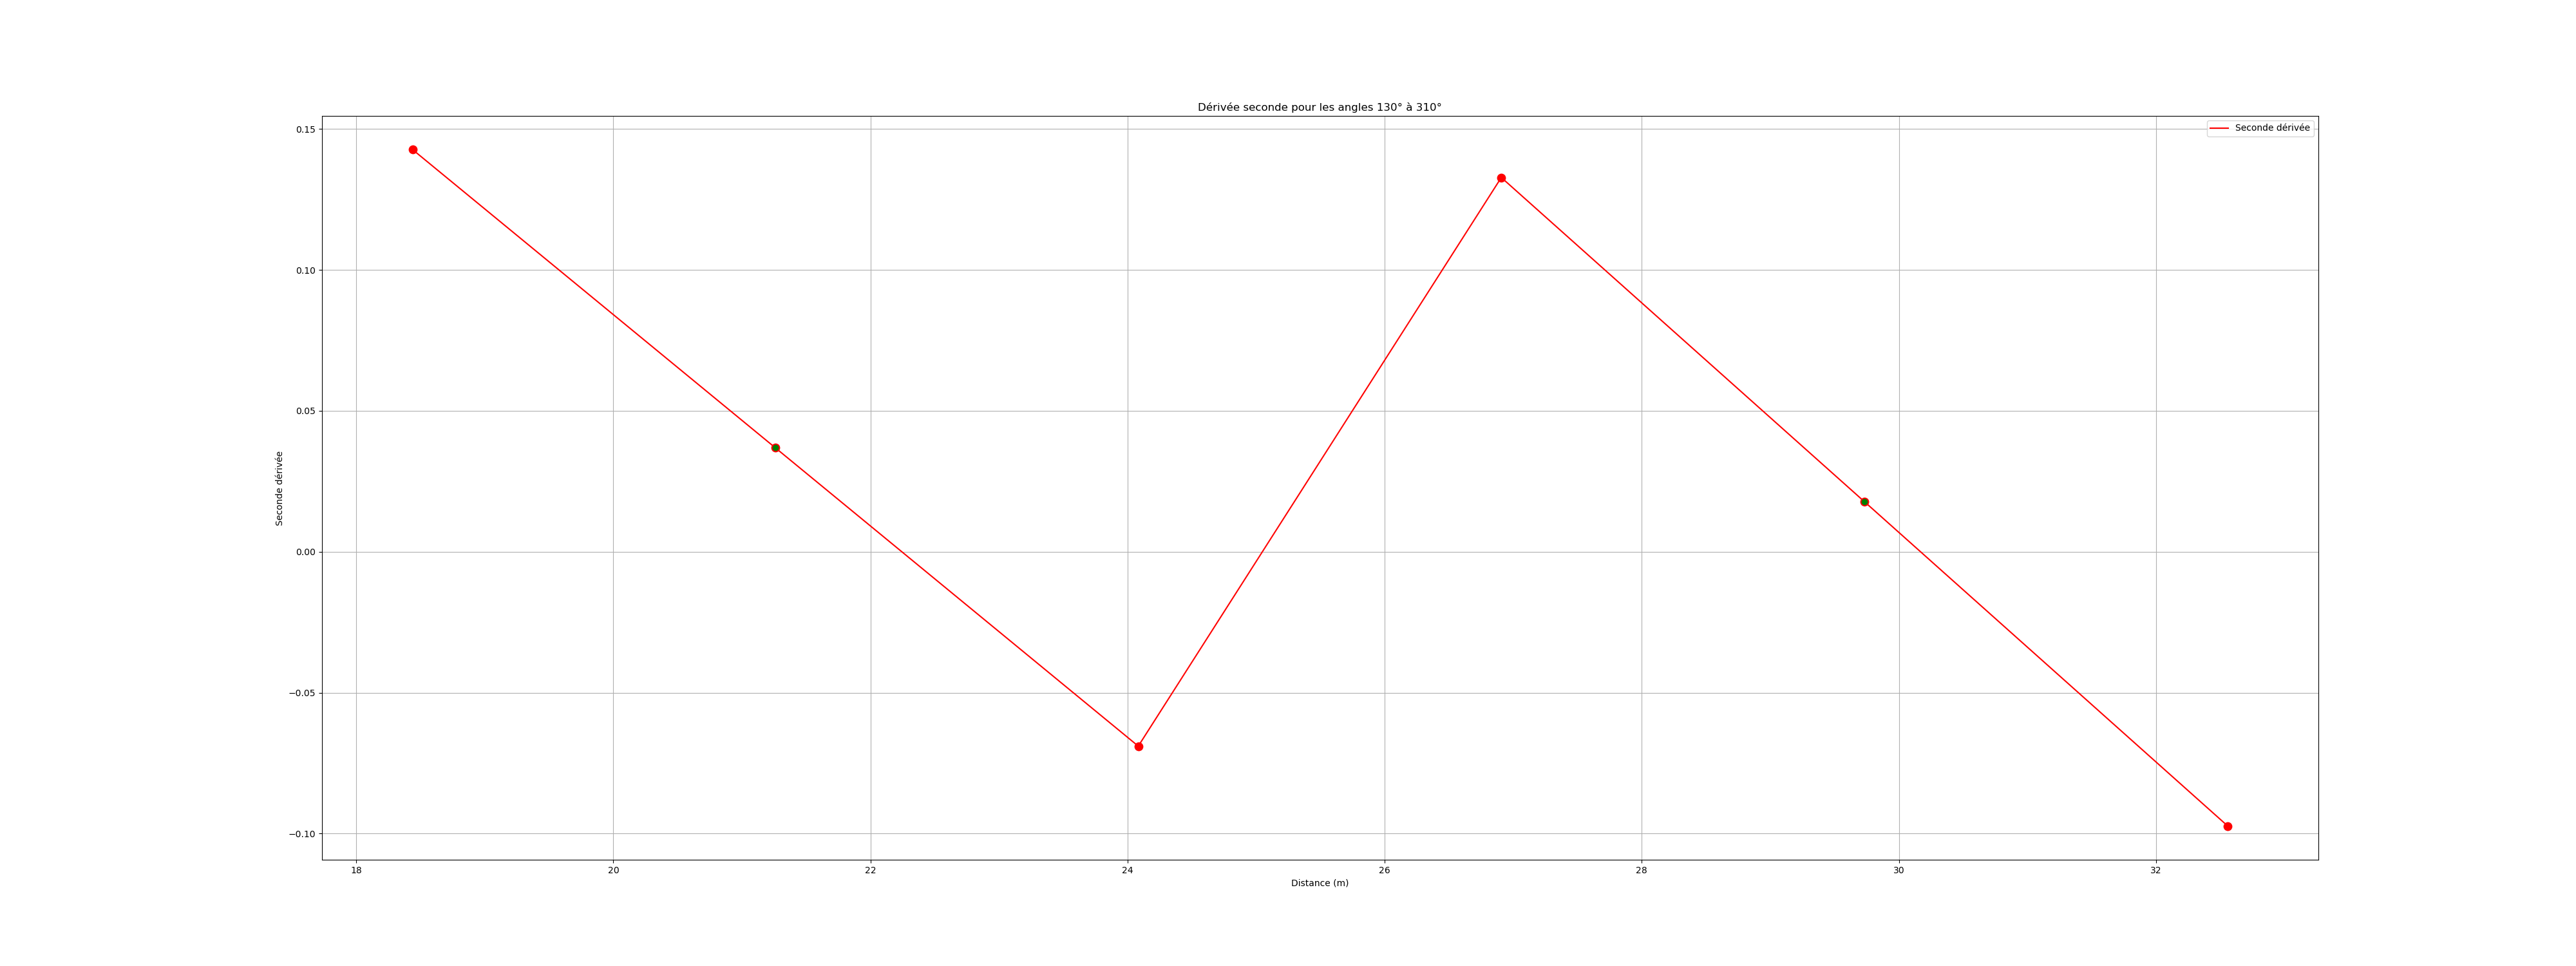 Dérivée seconde pour les angles 130° à 310°
Seconde dérivée
0.15
0.10
0.05
0.00
−0.05
−0.10
Seconde dérivée
18 20 22 24 26 28 30 32
Distance (m)